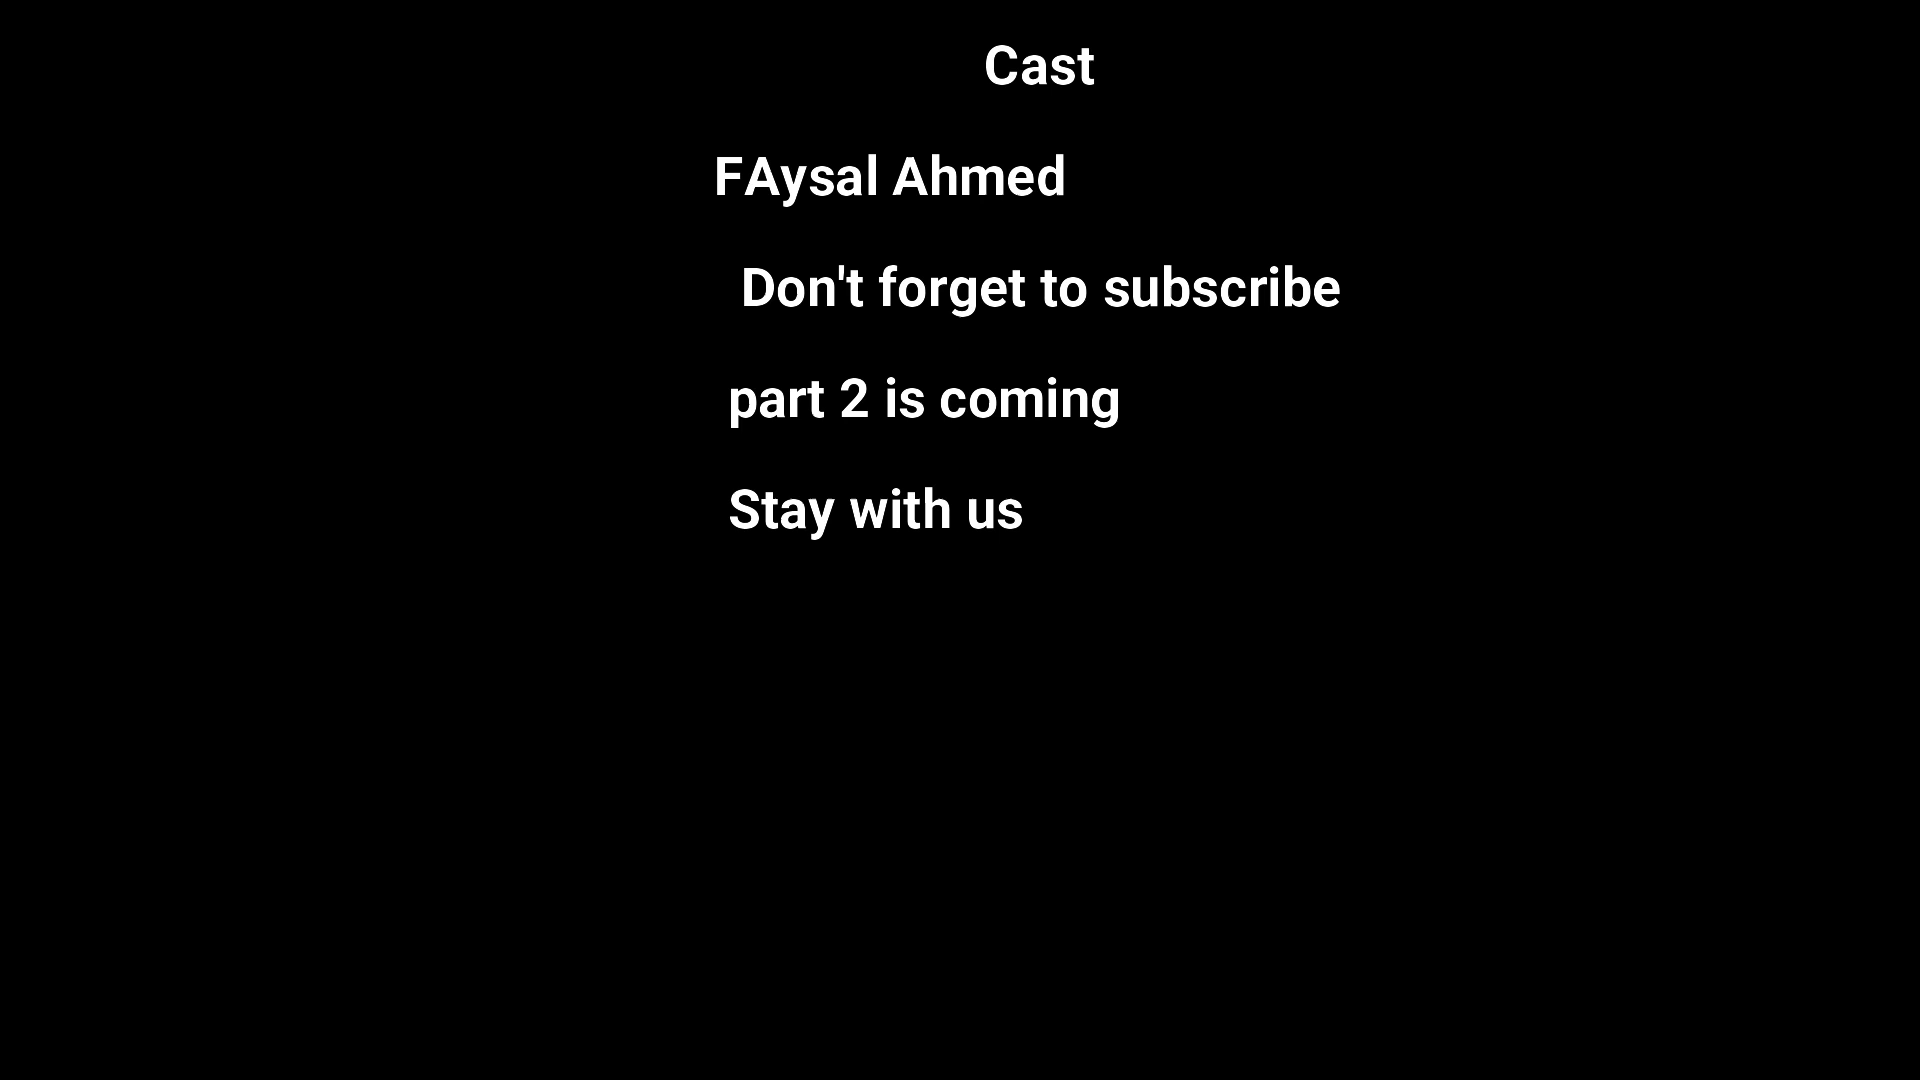 Cast
FAysal Ahmed
Don't forget to subscribe
part 2 is coming
Stay with us